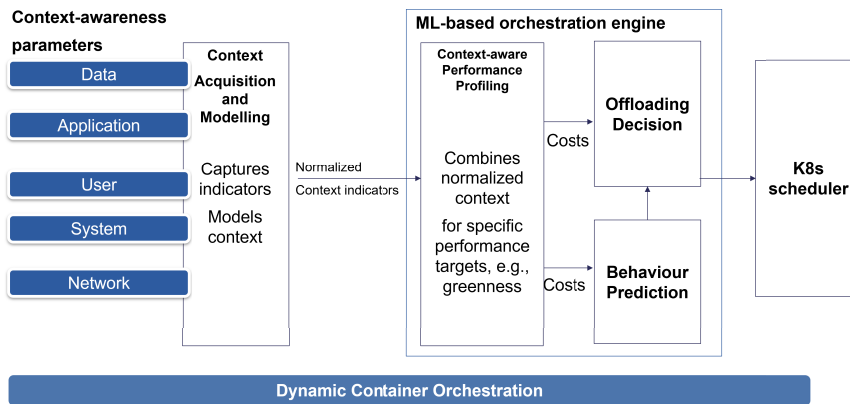 Context-awareness
parameters
Data
Application
User
System
Network
Context
Acquisition
and
Modelling
Captures
indicators
Models
context
Normalized
Context indicators
ML-based orchestration engine
Context-aware
Performance
Profiling
Combines
normalized
context
for specific
performance
targets, e.g.,
greenness
Costs
Costs
Offloading
Decision
Behaviour
Prediction
K8s
scheduler
Dynamic Container Orchestration